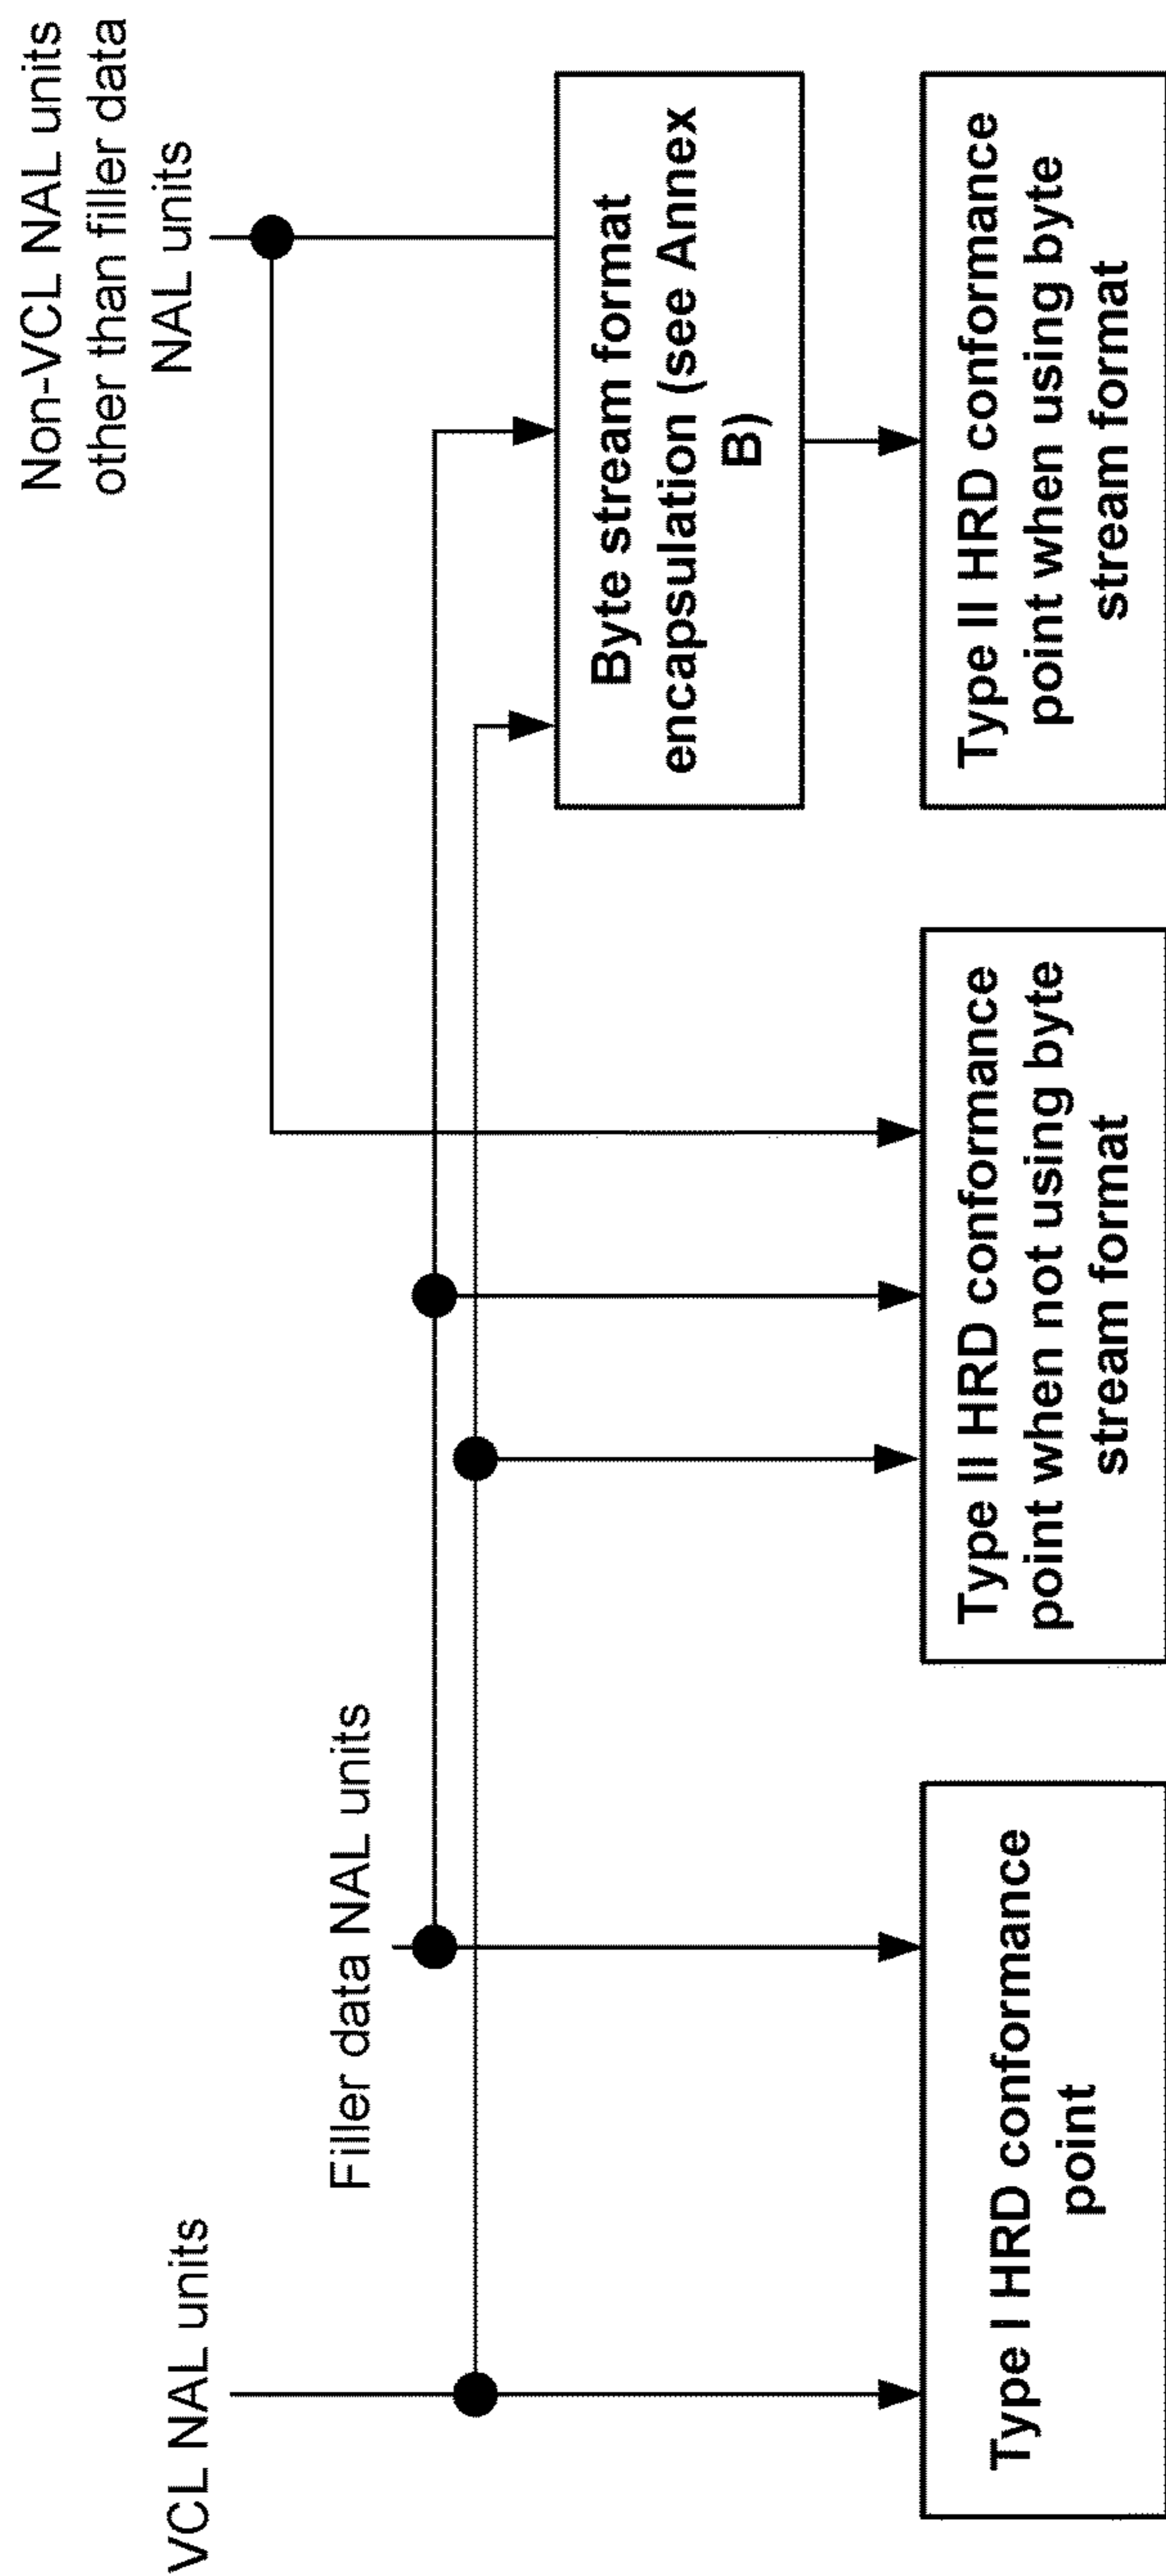 VCL NAL units
Filler data NAL units
Non-VCL NAL units
other than filler data
NAL units
Byte stream format
encapsulation (see Annex
B)
Type I HRD conformance
point
Type II HRD conformance
point when not using byte
stream format
Type II HRD conformance
point when using byte
stream format